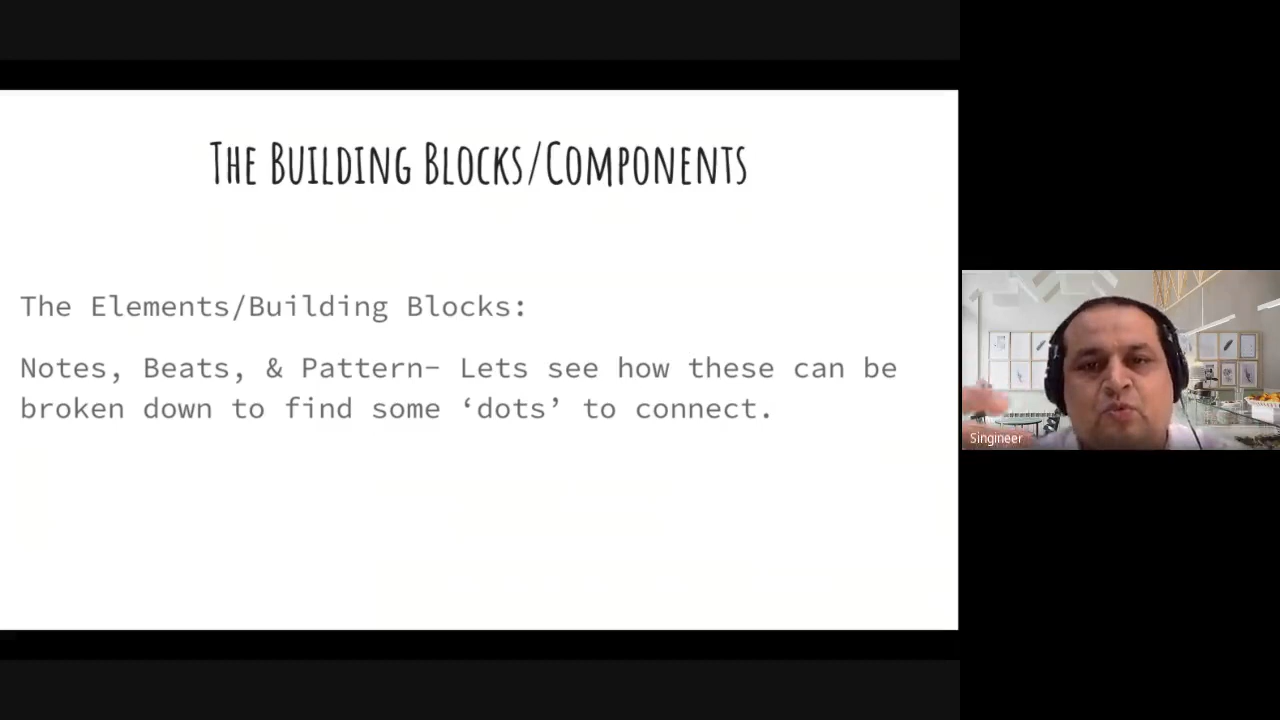 The Building Blocks/Components
The Elements/Building Blocks:
Notes, Beats, & Pattern- Lets see how these can be
broken down to find some ‘dots’ to connect.
Singineer